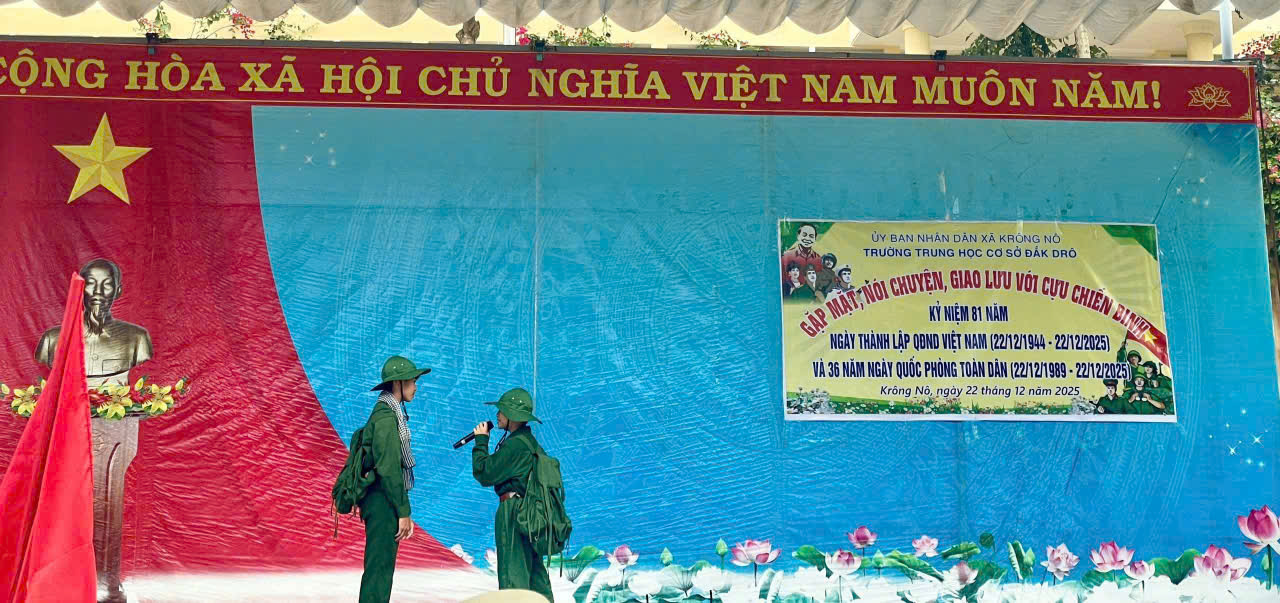 CỘNG HÒA XÃ HỘI CHỦ NGHĨA VIỆT NAM MUÔN NĂM!
ỦY BAN NHÂN DÂN XÃ KRÔNG NÔ
TRƯỜNG TRUNG HỌC CƠ SỞ ĐẮK DRÔ
GẶP MẶT, NÓI CHUYỆN, GIAO LƯU VỚI CỰU CHIẾN BINH
KỶ NIỆM 81 NĂM
NGÀY THÀNH LẬP QĐND VIỆT NAM (22/12/1944 - 22/12/2025)
VÀ 36 NĂM NGÀY QUỐC PHÒNG TOÀN DÂN (22/12/1989 - 22/12/2025)
Krông Nô, ngày 22 tháng 12 năm 2025